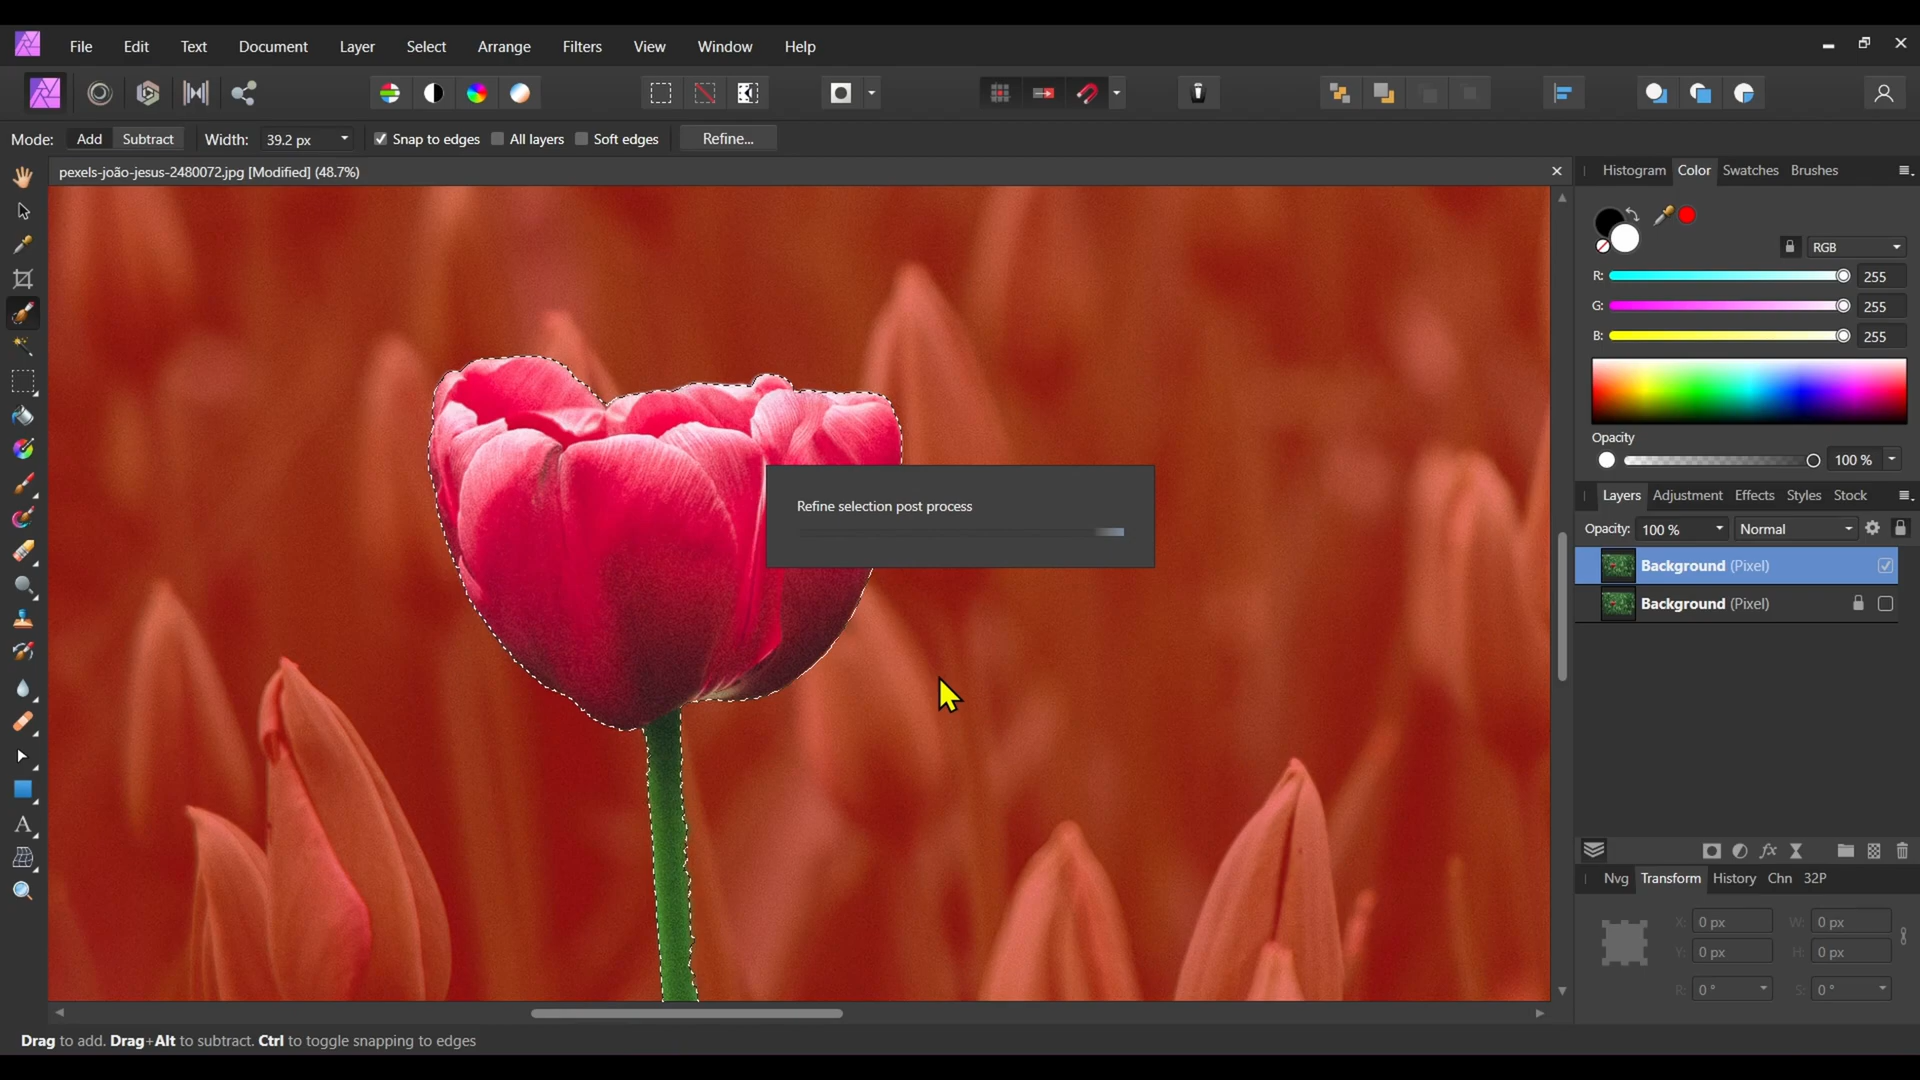 File Edit Text Document Layer Select Arrange Filters View Window Help
Mode: Add Subtract Width: 39.2 px Snap to edges All layers Soft edges Refine...
pexels-joão-jesus-2480072.jpg [Modified] (48.7%)
Histogram Color Swatches Brushes
RGB
R: 255
G: 255
B: 255
Opacity
100 %
Layers Adjustment Effects Styles Stock
Opacity: 100 % Normal
Refine selection post process
Background (Pixel)
Background (Pixel)
Nvg Transform History Chn 32P
X: 0 px W: 0 px
Y: 0 px H: 0 px
R: 0 ° S: 0 °
Drag to add. Drag+Alt to subtract. Ctrl to toggle snapping to edges